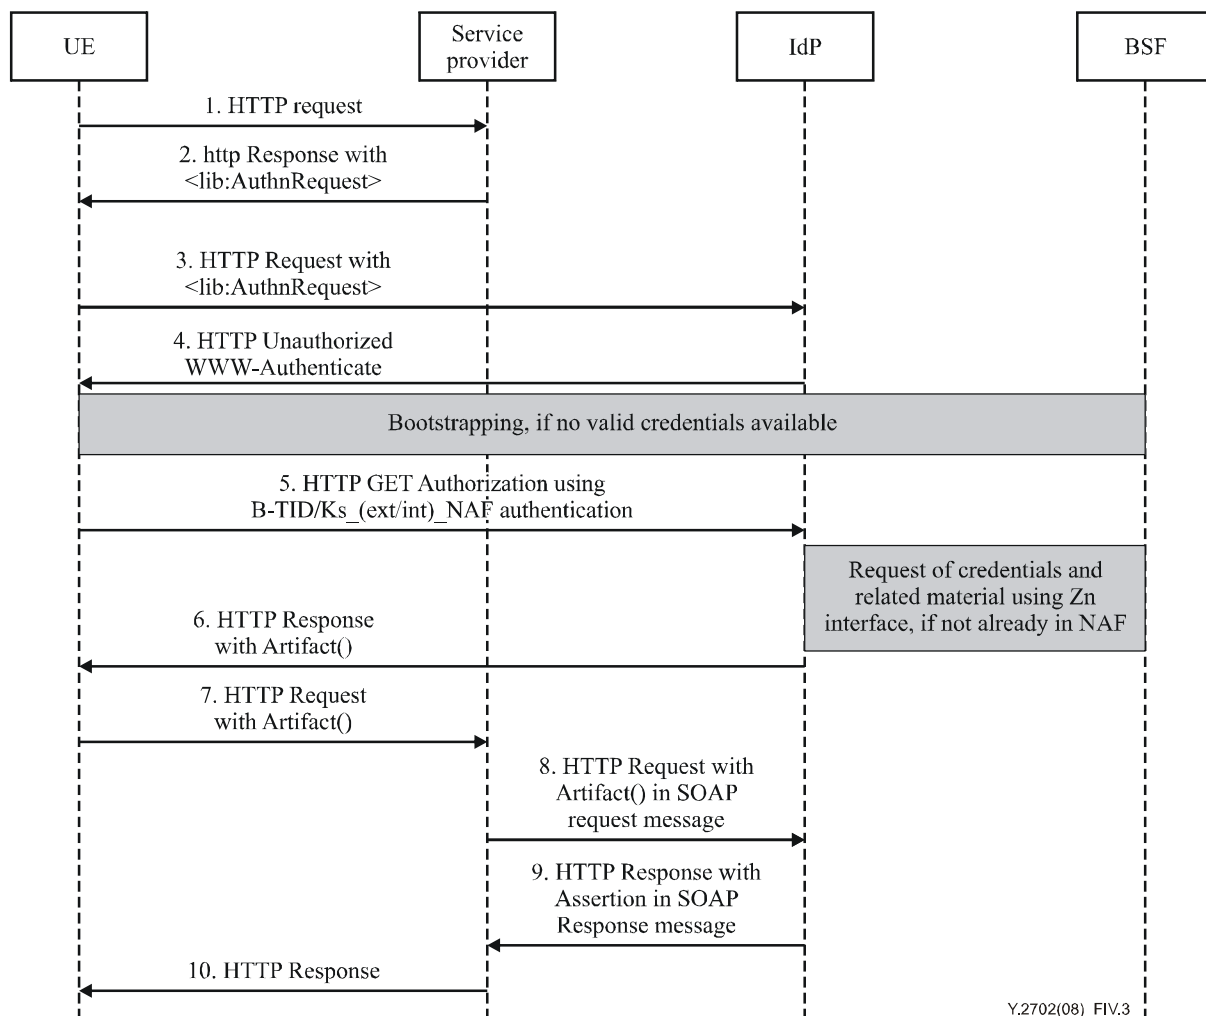 UE
Service
provider
IdP
BSF
1. HTTP request
2. http Response with
<lib:AuthnRequest>
3. HTTP Request with
<lib:AuthnRequest>
4. HTTP Unauthorized
WWW-Authenticate
Bootstrapping, if no valid credentials available
5. HTTP GET Authorization using
B-TID/Ks_(ext/int)_NAF authentication
Request of credentials and
related material using Zn
interface, if not already in NAF
6. HTTP Response
with Artifact()
7. HTTP Request
with Artifact()
8. HTTP Request with
Artifact() in SOAP
request message
9. HTTP Response with
Assertion in SOAP
Response message
10. HTTP Response
Y.2702(08)_FIV.3